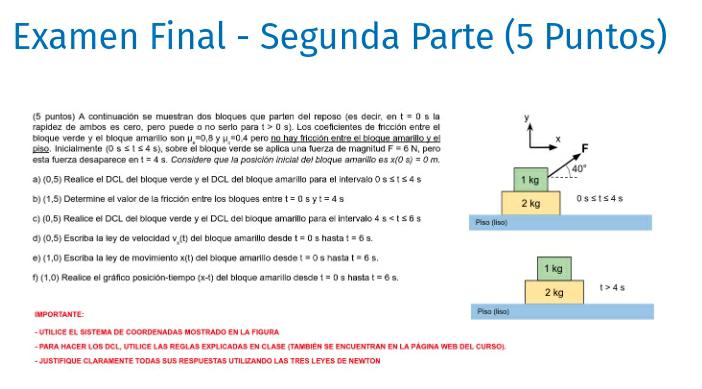 Examen Final - Segunda Parte (5 Puntos)
(5 puntos) A continuación se muestran dos bloques que parten del reposo (es decir, en t = 0 s la
rapidez de ambos es cero, pero puede o no serlo para t > 0 s). Los coeficientes de fricción entre el
bloque verde y el bloque amarillo son μs=0,8 y μc=0,4 pero no hay fricción entre el bloque amarillo y el
piso. Inicialmente (0 s ≤ t ≤ 4 s), sobre el bloque verde se aplica una fuerza de magnitud F = 6 N, pero
esta fuerza desaparece en t = 4 s. Considere que la posición inicial del bloque amarillo es x(0 s) = 0 m.
a) (0,5) Realice el DCL del bloque verde y el DCL del bloque amarillo para el intervalo 0 s ≤ t ≤ 4 s
b) (1,5) Determine el valor de la fricción entre los bloques entre t = 0 s y t = 4 s
c) (0,5) Realice el DCL del bloque verde y el DCL del bloque amarillo para el intervalo 4 s < t ≤ 6 s
d) (0,5) Escriba la ley de velocidad vx(t) del bloque amarillo desde t = 0 s hasta t = 6 s.
e) (1,0) Escriba la ley de movimiento x(t) del bloque amarillo desde t = 0 s hasta t = 6 s.
f) (1,0) Realice el gráfico posición-tiempo (x-t) del bloque amarillo desde t = 0 s hasta t = 6 s.
IMPORTANTE:
- UTILICE EL SISTEMA DE COORDENADAS MOSTRADO EN LA FIGURA
- PARA HACER LOS DCL, UTILICE LAS REGLAS EXPLICADAS EN CLASE (TAMBIÉN SE ENCUENTRAN EN LA PÁGINA WEB DEL CURSO).
- JUSTIFIQUE CLARAMENTE TODAS SUS RESPUESTAS UTILIZANDO LAS TRES LEYES DE NEWTON
y
x
F
40°
1 kg
2 kg
0 s ≤ t ≤ 4 s
Piso (liso)
1 kg
2 kg
t > 4 s
Piso (liso)